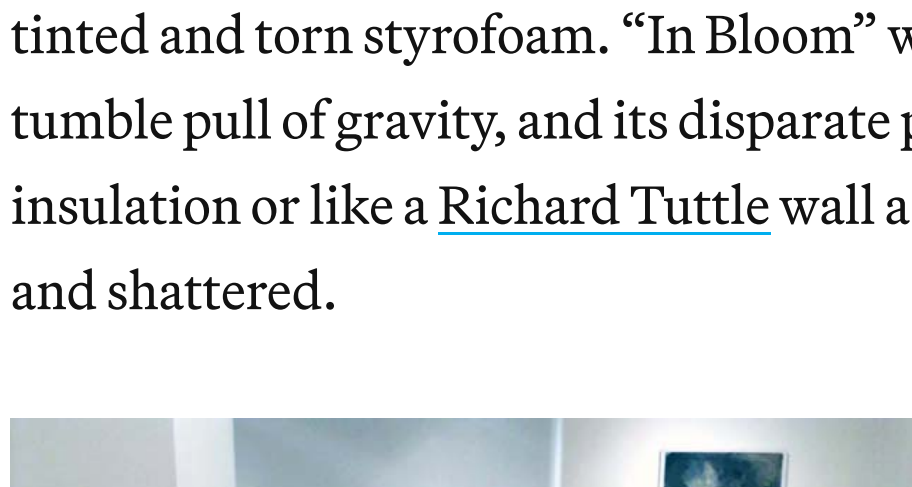 tinted and torn styrofoam. “In Bloom”
tumble pull of gravity, and its disparate
insulation or like a Richard Tuttle wall a
and shattered.